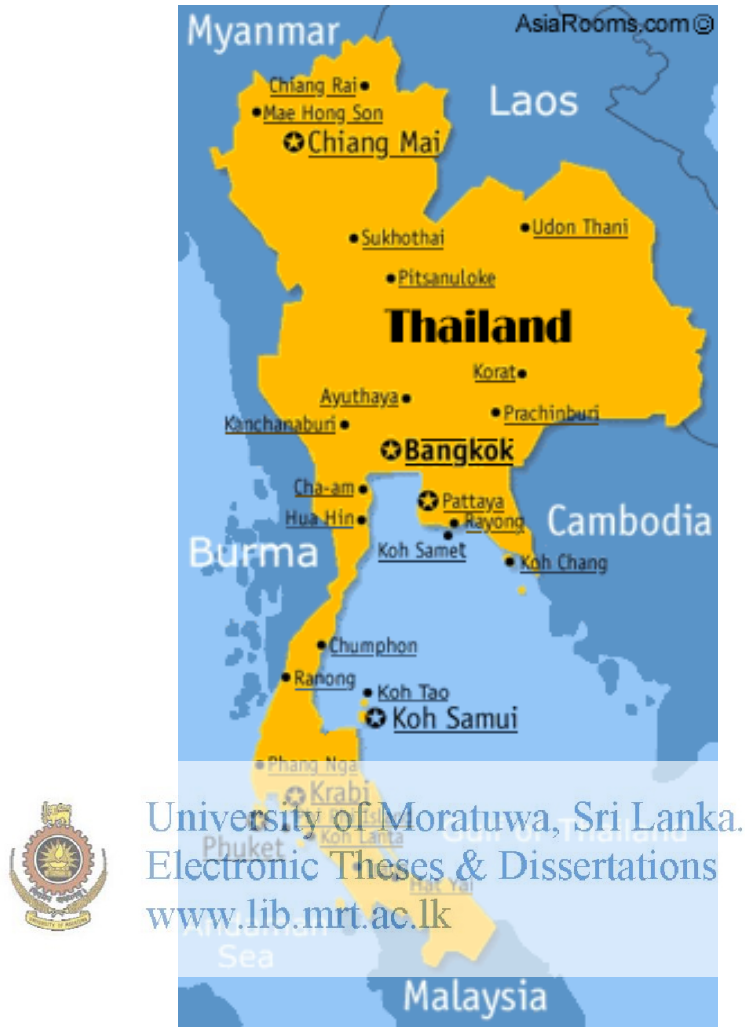 Myanmar
AsiaRooms.com©
Chiang Rai
Laos
Mae Hong Son
Chiang Mai
Sukhothai
Udon Thani
Pitsanuloke
Thailand
Korat
Ayuthaya
Prachinburi
Kanchanaburi
Bangkok
Cha-am
Pattaya
Hua Hin
Rayong
Cambodia
Burma
Koh Samet
Koh Chang
Chumphon
Ranong
Koh Tao
Koh Samui
Phang Nga
Krabi
University of Moratuwa, Sri Lanka.
Gulf of Thailand
Koh Lanta
Phuket
Electronic Theses & Dissertations
Hat Yai
www.lib.mrt.ac.lk
Andaman
Sea
Malaysia